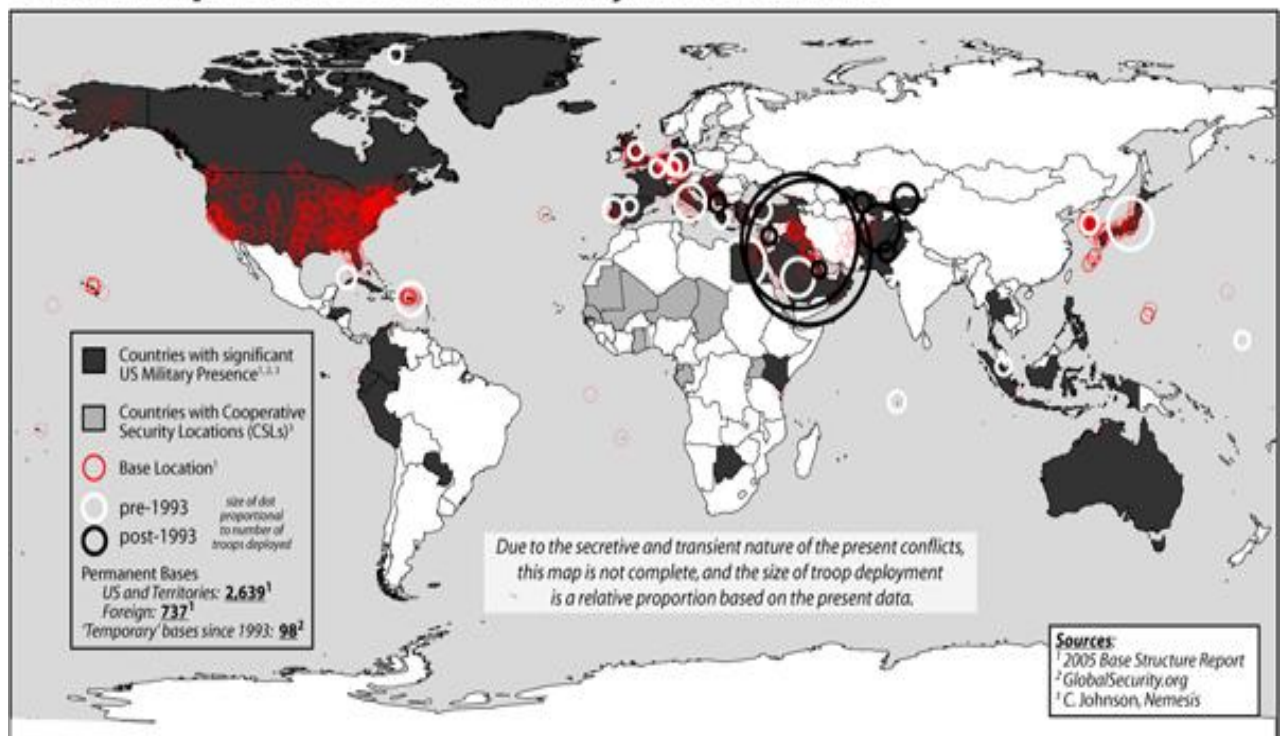 Countries with significant
US Military Presence1, 2, 3
Countries with Cooperative
Security Locations (CSLs)3
Base Location1
pre-1993
post-1993
size of dot
proportional
to number of
troops deployed
Permanent Bases
US and Territories: 2,6391
Foreign: 7371
'Temporary' bases since 1993: 982
Due to the secretive and transient nature of the present conflicts,
this map is not complete, and the size of troop deployment
is a relative proportion based on the present data.
Sources:
1 2005 Base Structure Report
2 GlobalSecurity.org
3 C. Johnson, Nemesis